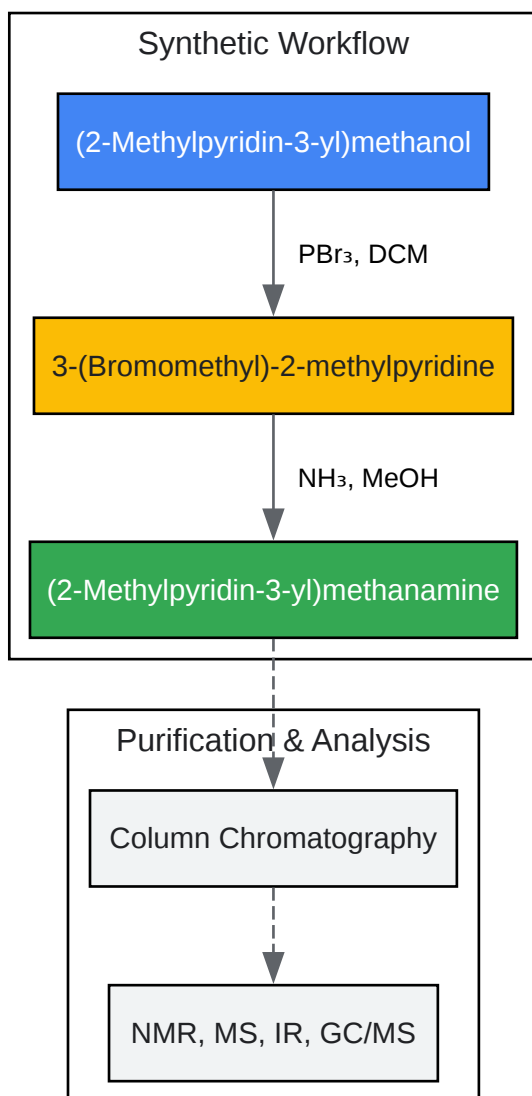 Synthetic Workflow
(2-Methylpyridin-3-yl)methanol
PBr₃, DCM
3-(Bromomethyl)-2-methylpyridine
NH₃, MeOH
(2-Methylpyridin-3-yl)methanamine
Purification & Analysis
Column Chromatography
NMR, MS, IR, GC/MS